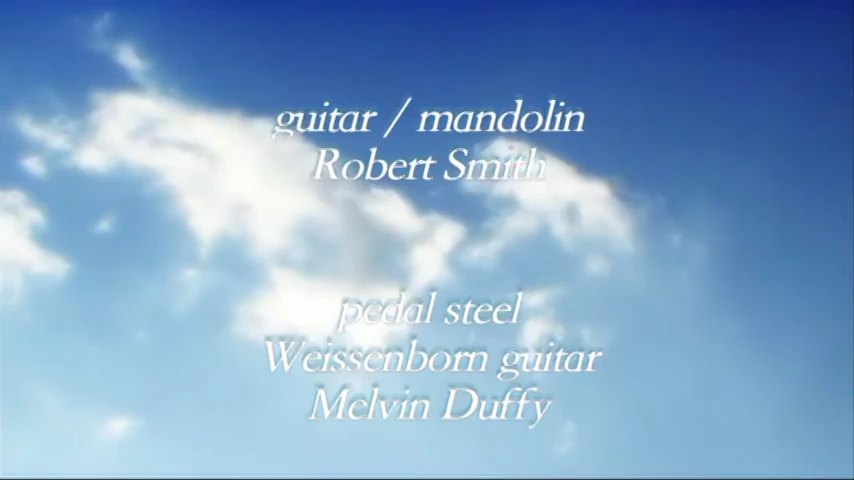 guitar / mandolin
Robert Smith
pedal steel
Weissenborn guitar
Melvin Duffy